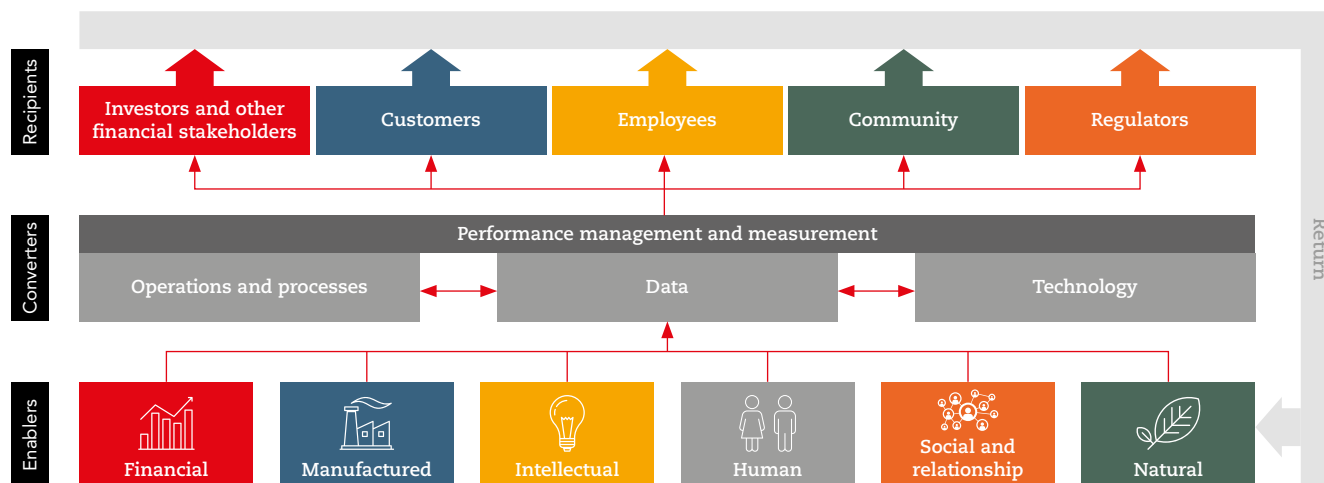 Recipients
Investors and other
financial stakeholders
Customers
Employees
Community
Regulators
Converters
Performance management and measurement
Operations and processes
Data
Technology
Return
Enablers
Financial
Manufactured
Intellectual
Human
Social and
relationship
Natural